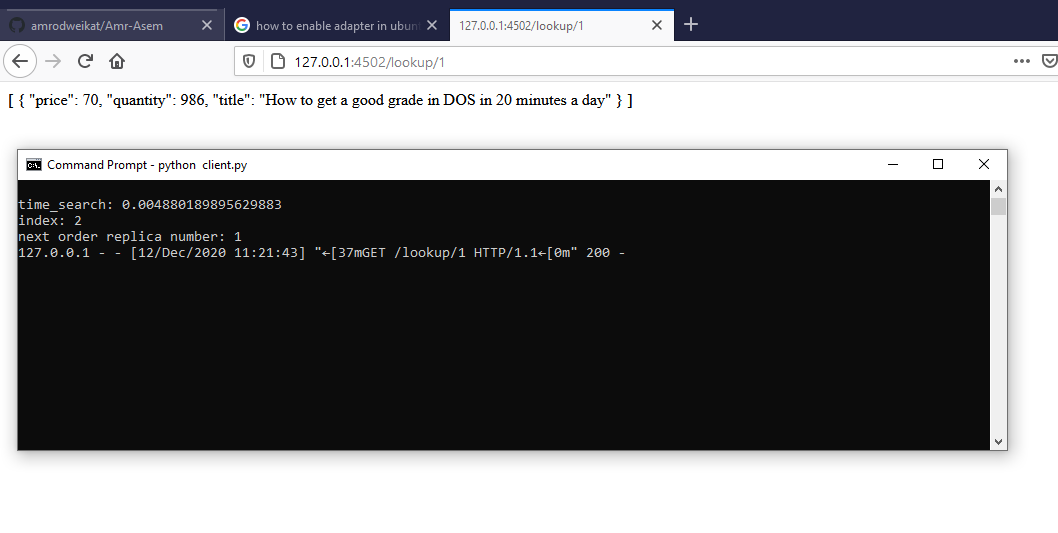 amrodweikat/Amr-Asem
how to enable adapter in ubun
127.0.0.1:4502/lookup/1
127.0.0.1:4502/lookup/1
[ { "price": 70, "quantity": 986, "title": "How to get a good grade in DOS in 20 minutes a day" } ]
Command Prompt - python  client.py
time_search: 0.004880189895629883
index: 2
next order replica number: 1
127.0.0.1 - - [12/Dec/2020 11:21:43] "←[37mGET /lookup/1 HTTP/1.1←[0m" 200 -